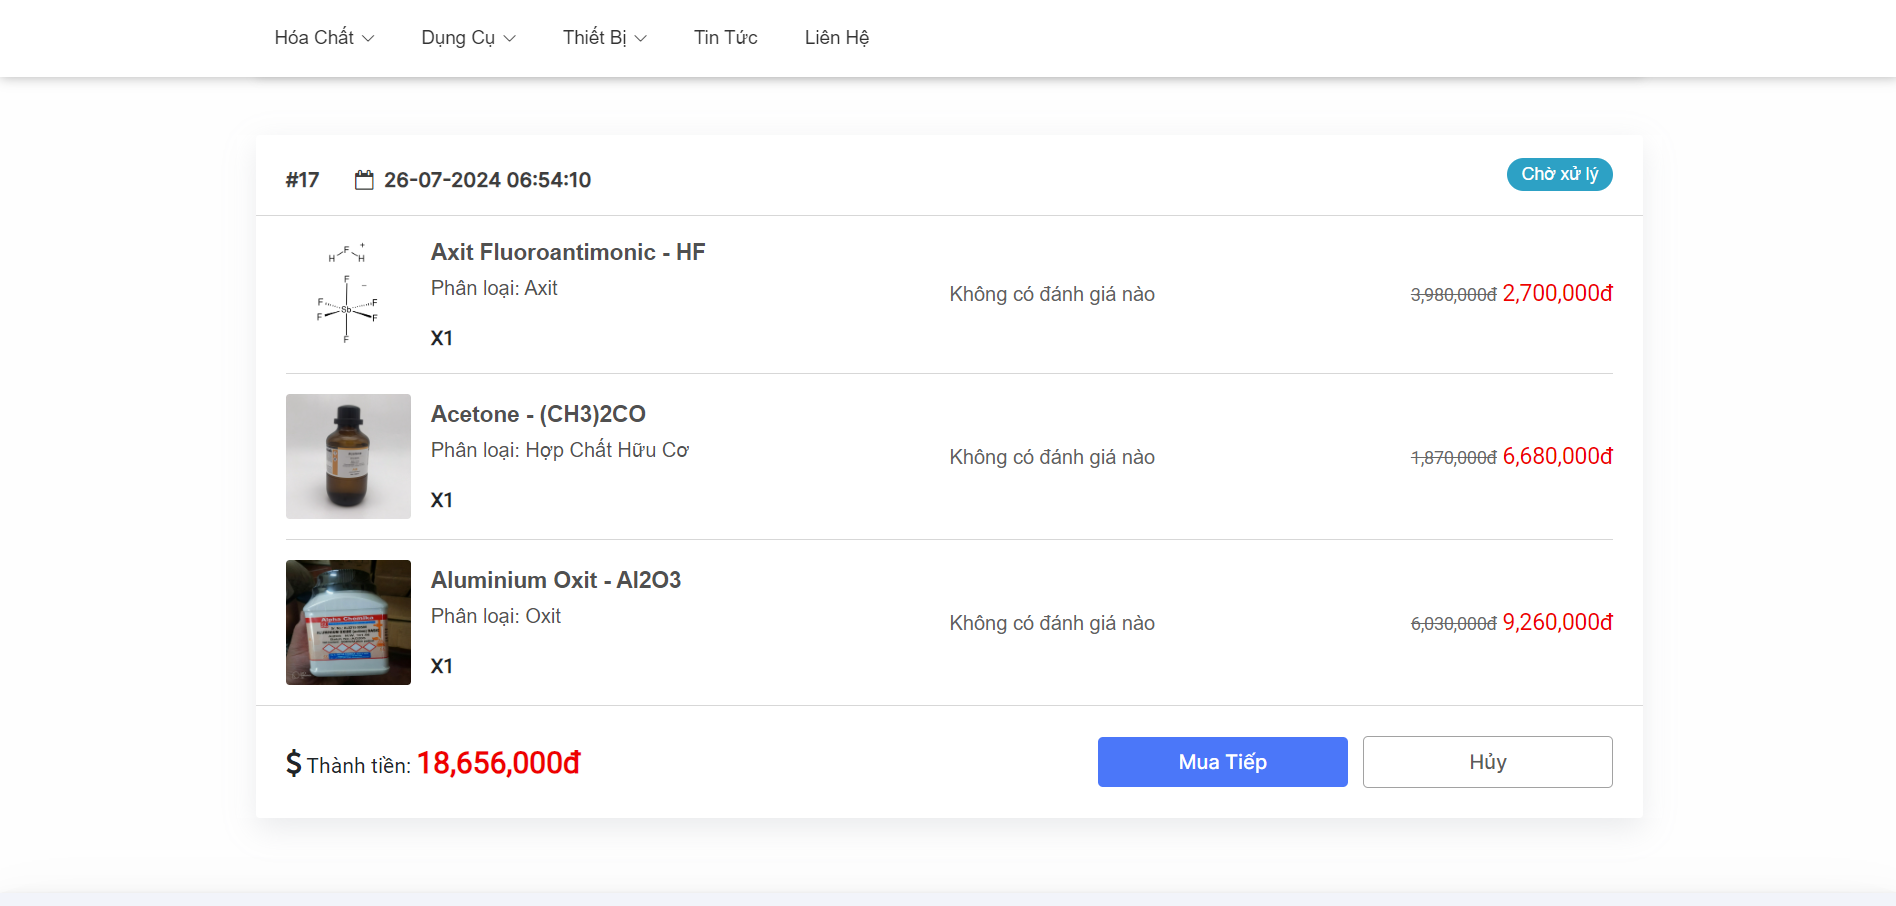 Hóa Chất Dụng Cụ Thiết Bị Tin Tức Liên Hệ
#17 26-07-2024 06:54:10 Chờ xử lý
H F H +
F
F F
Sb
F F
F
−
Axit Fluoroantimonic - HF
Phân loại: Axit
X1
Không có đánh giá nào
3,980,000đ 2,700,000đ
Acetone - (CH3)2CO
Phân loại: Hợp Chất Hữu Cơ
X1
Không có đánh giá nào
1,870,000đ 6,680,000đ
Alpha Chemika
Aluminium Oxit - Al2O3
Phân loại: Oxit
X1
Không có đánh giá nào
6,030,000đ 9,260,000đ
$ Thành tiền: 18,656,000đ
Mua Tiếp Hủy